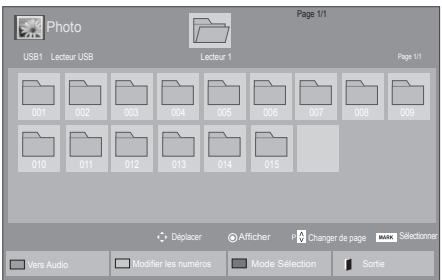 Photo
Page 1/1
USB1 Lecteur USB
Lecteur 1
Page 1/1
001 002 003 004 005 006 007 008 009
010 011 012 013 014 015
Déplacer Afficher P Changer de page MARK Sélectionner
Vers Audio Modifier les numéros Mode Sélection Sortie